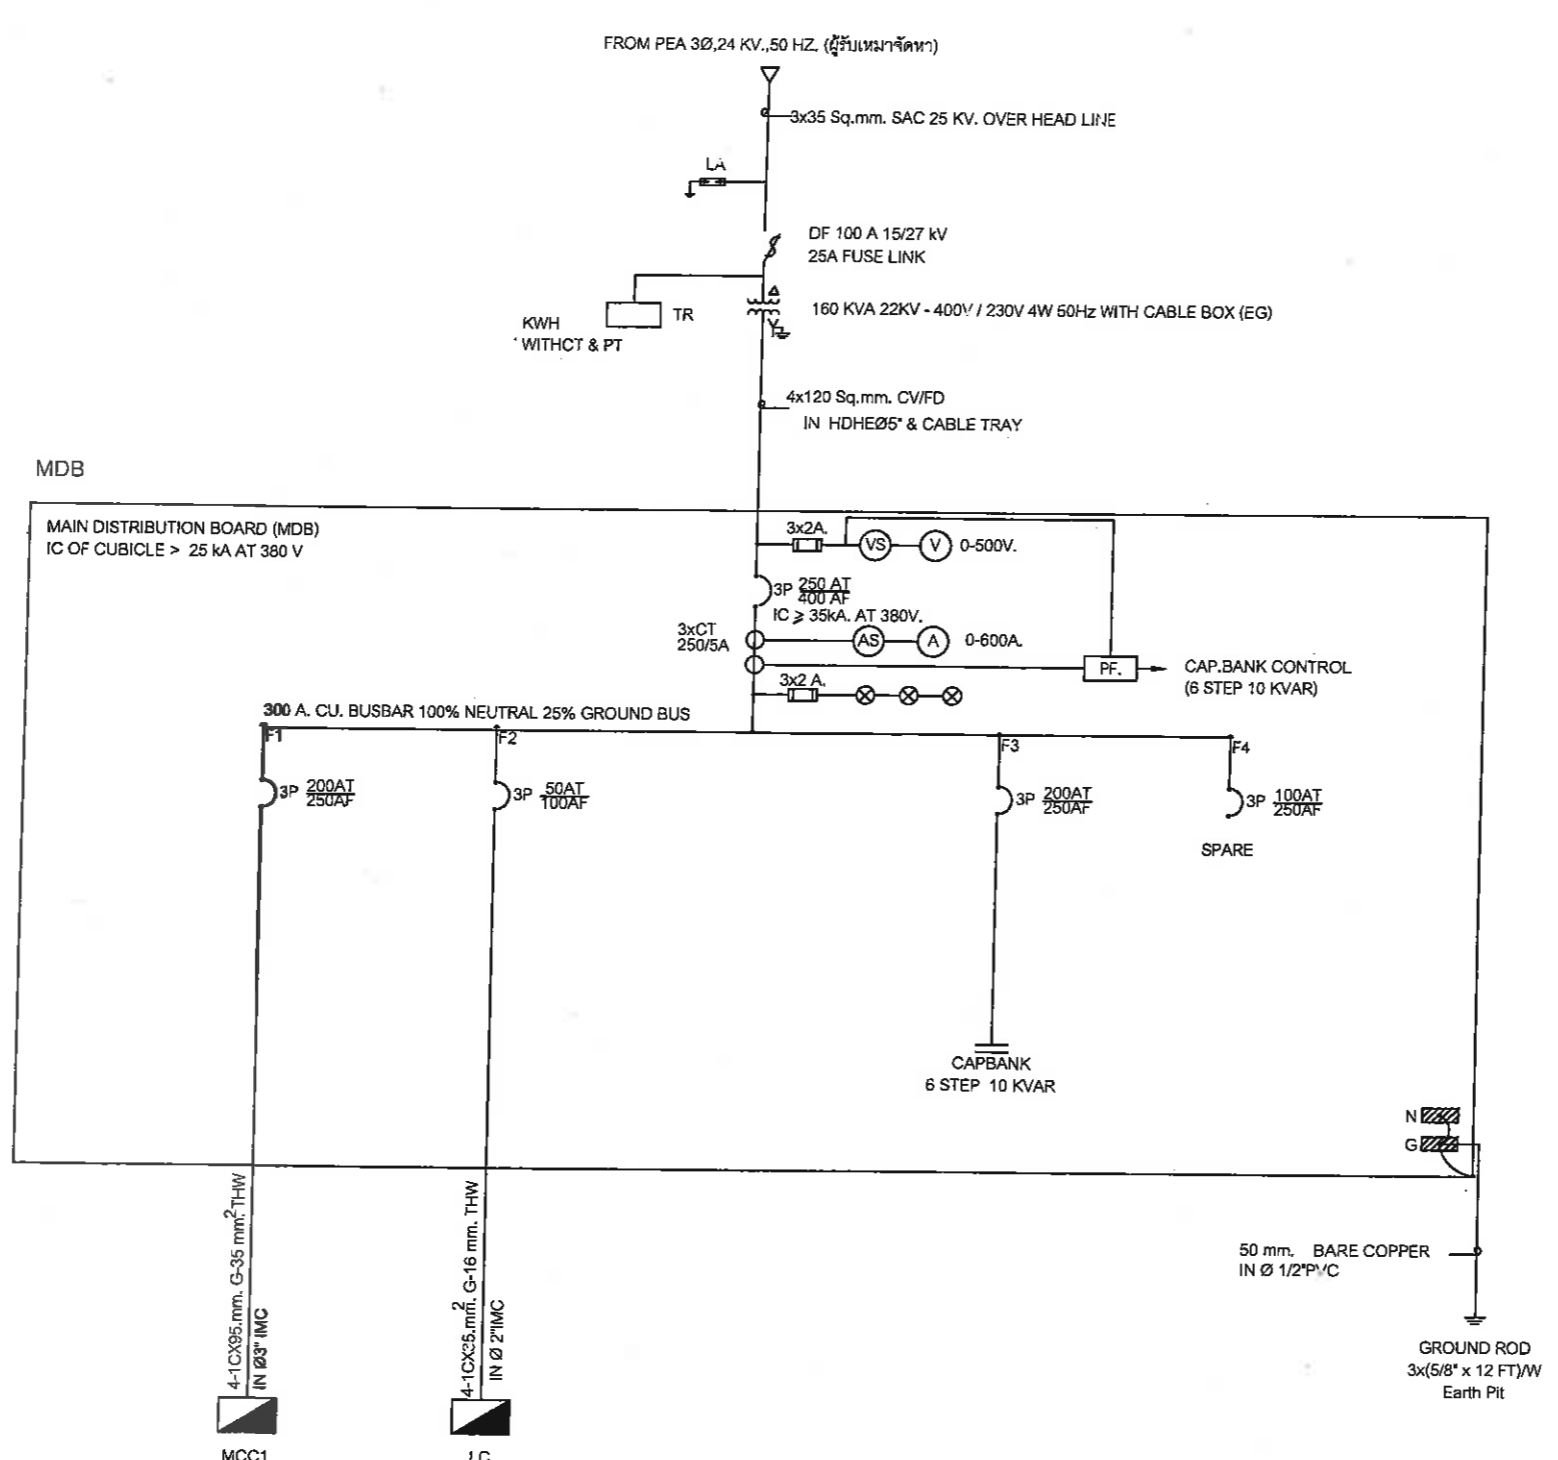 FROM PEA 3Ø,24 KV.,50 HZ. (ผู้รับเหมาจัดหา)
3x35 Sq.mm. SAC 25 KV. OVER HEAD LINE
LA
DF 100 A 15/27 kV
25A FUSE LINK
TR
KWH
WITHCT & PT
160 KVA 22KV - 400V / 230V 4W 50Hz WITH CABLE BOX (EG)
4x120 Sq.mm. CV/FD
IN HDHEØ5" & CABLE TRAY
MDB
MAIN DISTRIBUTION BOARD (MDB)
IC OF CUBICLE > 25 kA AT 380 V
3x2A.
VS
V
0-500V.
3P 250 AT
400 AF
IC ⩾ 35kA. AT 380V.
3xCT
250/5A
AS
A
0-600A.
PF.
CAP.BANK CONTROL
(6 STEP 10 KVAR)
3x2 A.
300 A. CU. BUSBAR 100% NEUTRAL 25% GROUND BUS
F1
F2
F3
F4
3P 200AT
250AF
3P 50AT
100AF
3P 200AT
250AF
3P 100AT
250AF
SPARE
CAPBANK
6 STEP 10 KVAR
N
G
4-1CX95.mm. G-35 mm.2 THW
IN Ø3" IMC
4-1CX35.mm.2 G-16 mm. THW
IN Ø 2"IMC
50 mm. BARE COPPER
IN Ø 1/2"PVC
GROUND ROD
3x(5/8" x 12 FT)/W
Earth Pit
MCC1
LC